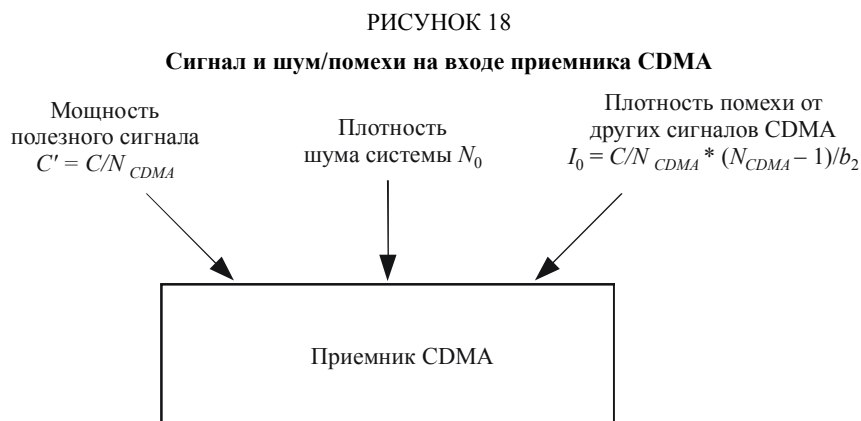 РИСУНОК 18
Сигнал и шум/помехи на входе приемника CDMA
Мощность
полезного сигнала
C' = C/N CDMA
Плотность
шума системы N0
Плотность помехи от
других сигналов CDMA
I0 = C/N CDMA * (NCDMA – 1)/b2
Приемник CDMA